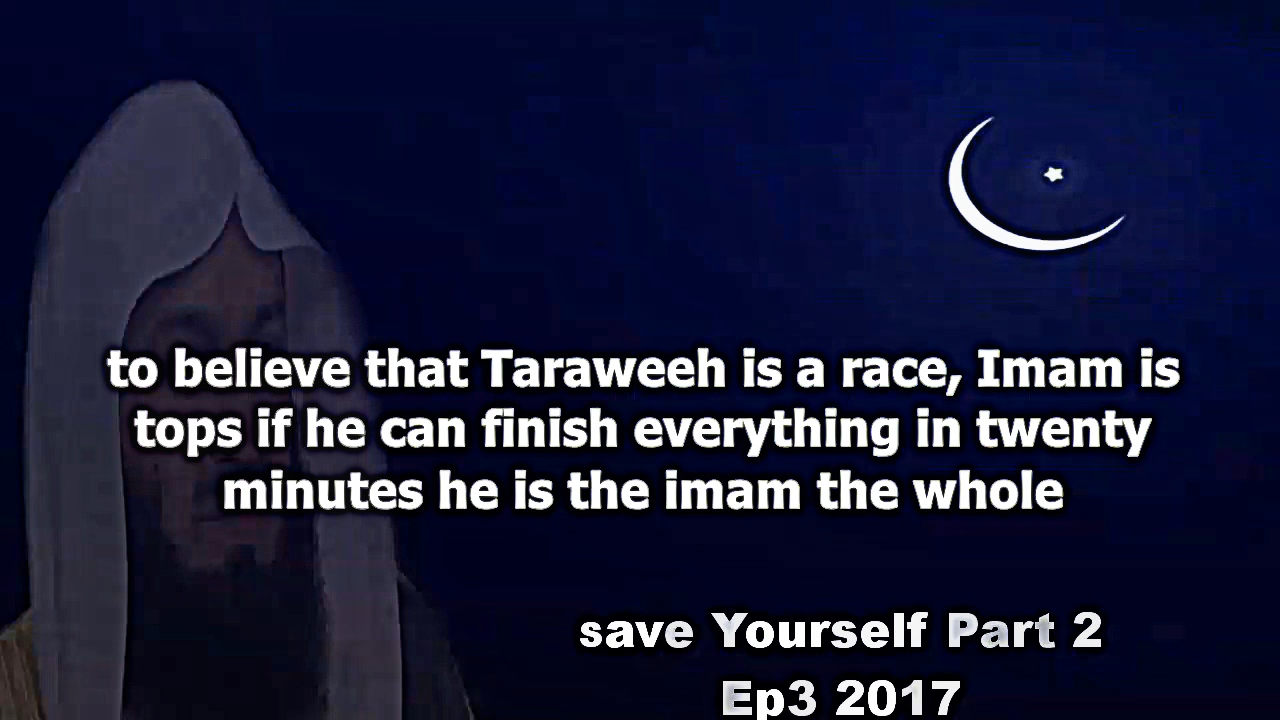 to believe that Taraweeh is a race, Imam is
tops if he can finish everything in twenty
minutes he is the imam the whole
save Yourself Part 2
Ep3 2017